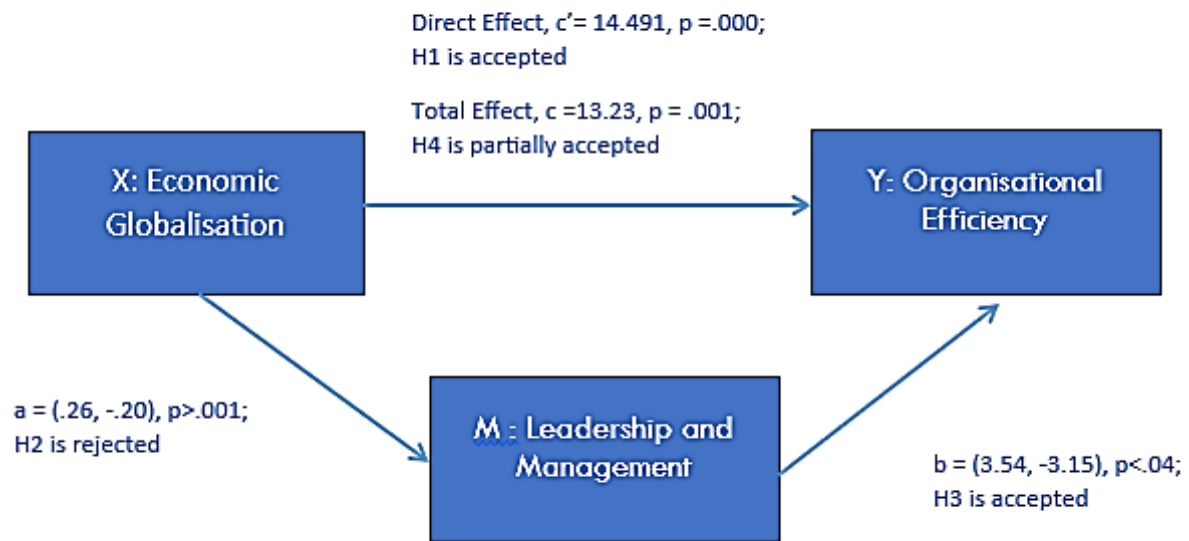 Direct Effect, c’= 14.491, p =.000;
H1 is accepted
Total Effect, c =13.23, p = .001;
H4 is partially accepted
X: Economic
Globalisation
Y: Organisational
Efficiency
a = (.26, -.20), p>.001;
H2 is rejected
M : Leadership and
Management
b = (3.54, -3.15), p<.04;
H3 is accepted